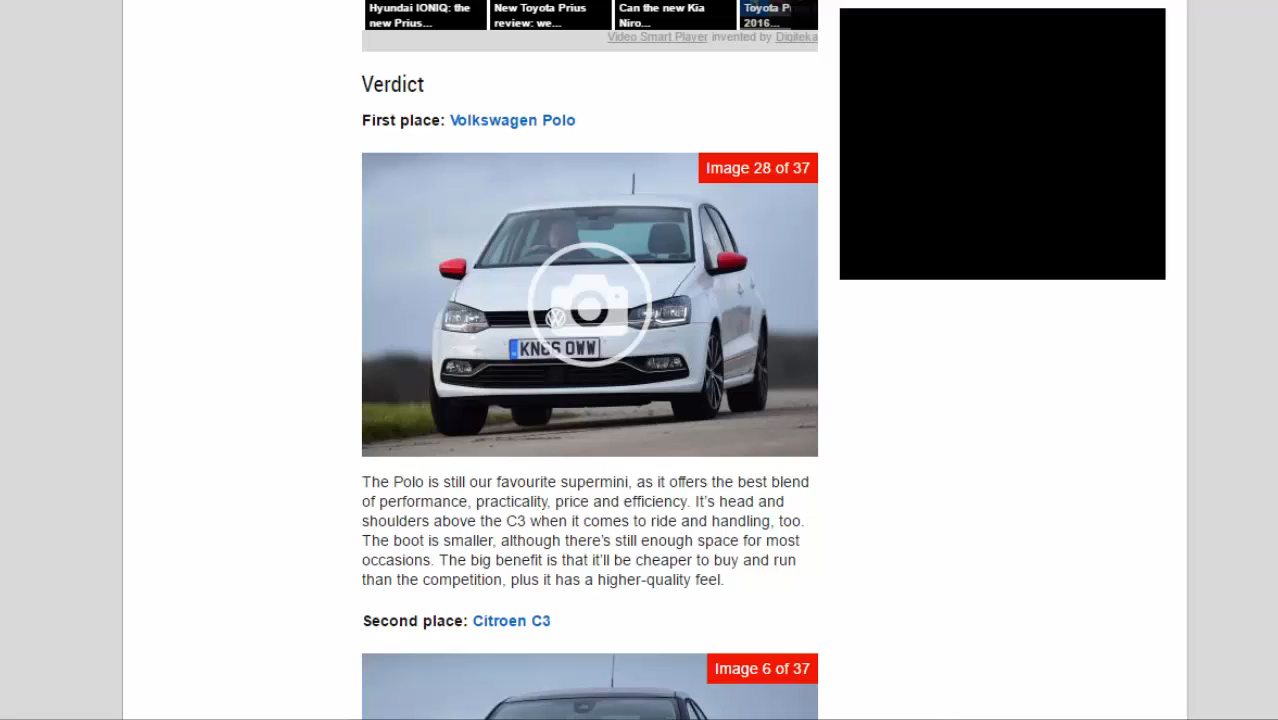 Hyundai IONIQ: the new Prius...
New Toyota Prius review: we...
Can the new Kia Niro...
Toyota P
2016...
Video Smart Player invented by Digiteka
Verdict
First place: Volkswagen Polo
Image 28 of 37
KN66 OWW
The Polo is still our favourite supermini, as it offers the best blend
of performance, practicality, price and efficiency. It’s head and
shoulders above the C3 when it comes to ride and handling, too.
The boot is smaller, although there’s still enough space for most
occasions. The big benefit is that it’ll be cheaper to buy and run
than the competition, plus it has a higher-quality feel.
Second place: Citroen C3
Image 6 of 37